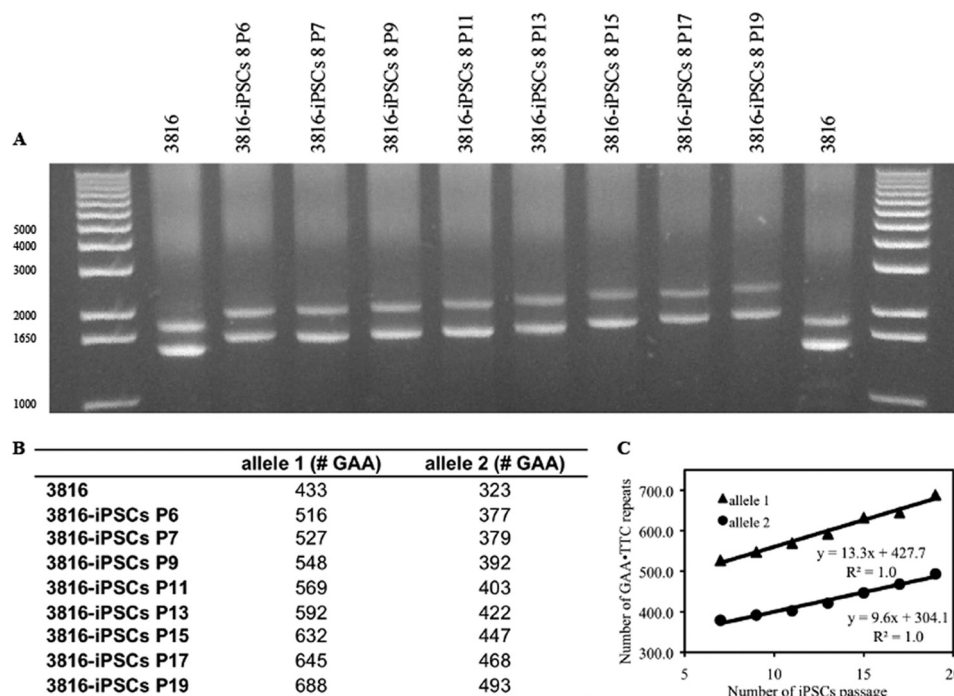 3816
3816-iPSCs 8 P6
3816-iPSCs 8 P7
3816-iPSCs 8 P9
3816-iPSCs 8 P11
3816-iPSCs 8 P13
3816-iPSCs 8 P15
3816-iPSCs 8 P17
3816-iPSCs 8 P19
3816
A
5000
4000
3000
2000
1650
1000
B
allele 1 (# GAA) allele 2 (# GAA)
3816 433 323
3816-iPSCs P6 516 377
3816-iPSCs P7 527 379
3816-iPSCs P9 548 392
3816-iPSCs P11 569 403
3816-iPSCs P13 592 422
3816-iPSCs P15 632 447
3816-iPSCs P17 645 468
3816-iPSCs P19 688 493
C
Number of GAA•TTC repeats
700.0
600.0
500.0
400.0
300.0
allele 1
allele 2
y = 13.3x + 427.7
R² = 1.0
y = 9.6x + 304.1
R² = 1.0
5 10 15 20
Number of iPSCs passage